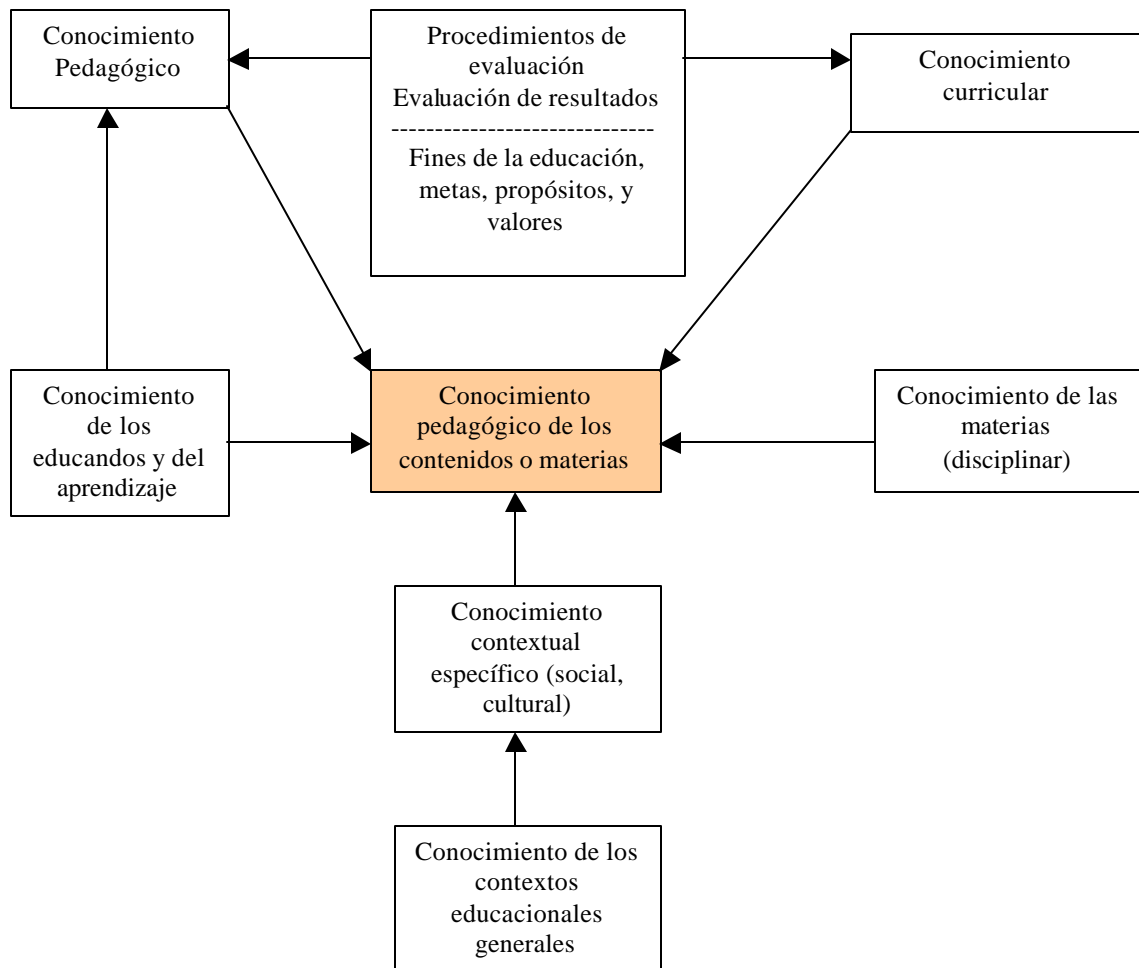 Conocimiento
Pedagógico
Procedimientos de
evaluación
Evaluación de resultados
------------------------------
Fines de la educación,
metas, propósitos, y
valores
Conocimiento
curricular
Conocimiento
de los
educandos y del
aprendizaje
Conocimiento
pedagógico de los
contenidos o materias
Conocimiento de las
materias
(disciplinar)
Conocimiento
contextual
específico (social,
cultural)
Conocimiento de los
contextos
educacionales
generales